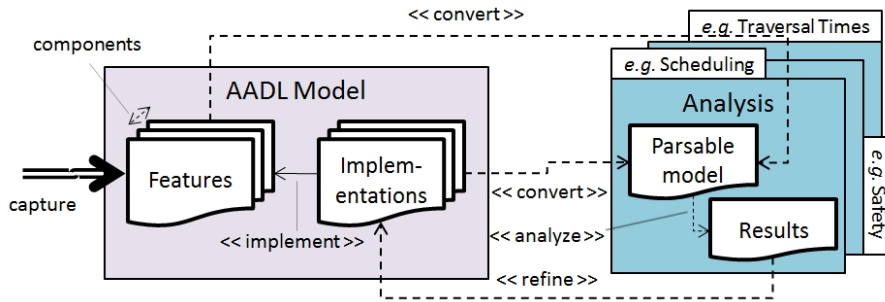 << convert >>
e.g. Traversal Times
components
e.g. Scheduling
AADL Model
Analysis
Features
Implem-
entations
Parsable
model
capture
<< convert >>
<< implement >>
<< analyze >>
Results
e.g. Safety
<< refine >>